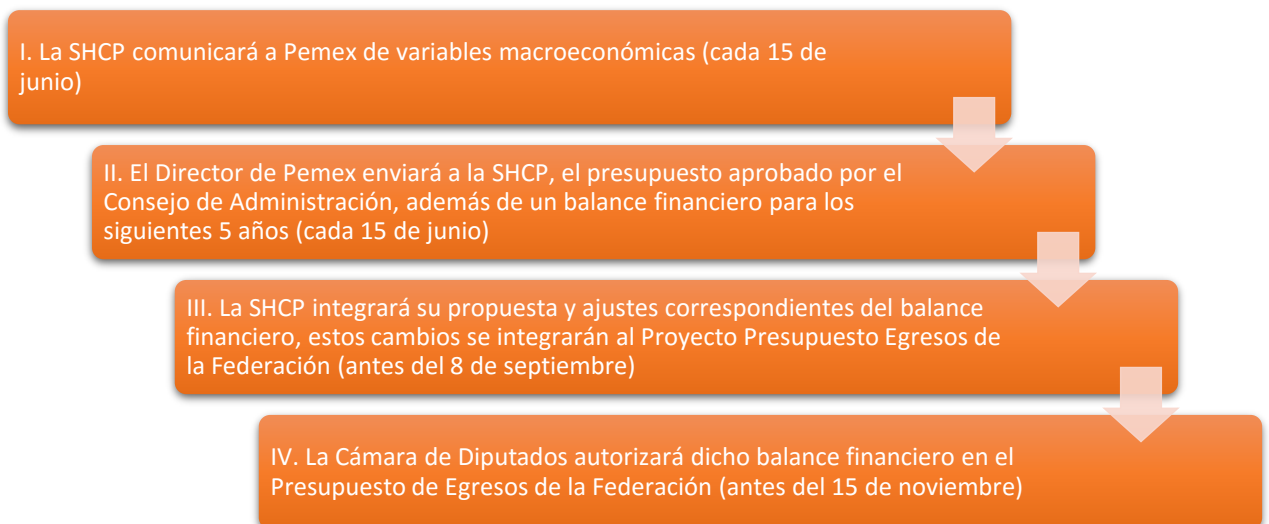 I. La SHCP comunicará a Pemex de variables macroeconómicas (cada 15 de
junio)
II. El Director de Pemex enviará a la SHCP, el presupuesto aprobado por el
Consejo de Administración, además de un balance financiero para los
siguientes 5 años (cada 15 de junio)
III. La SHCP integrará su propuesta y ajustes correspondientes del balance
financiero, estos cambios se integrarán al Proyecto Presupuesto Egresos de
la Federación (antes del 8 de septiembre)
IV. La Cámara de Diputados autorizará dicho balance financiero en el
Presupuesto de Egresos de la Federación (antes del 15 de noviembre)